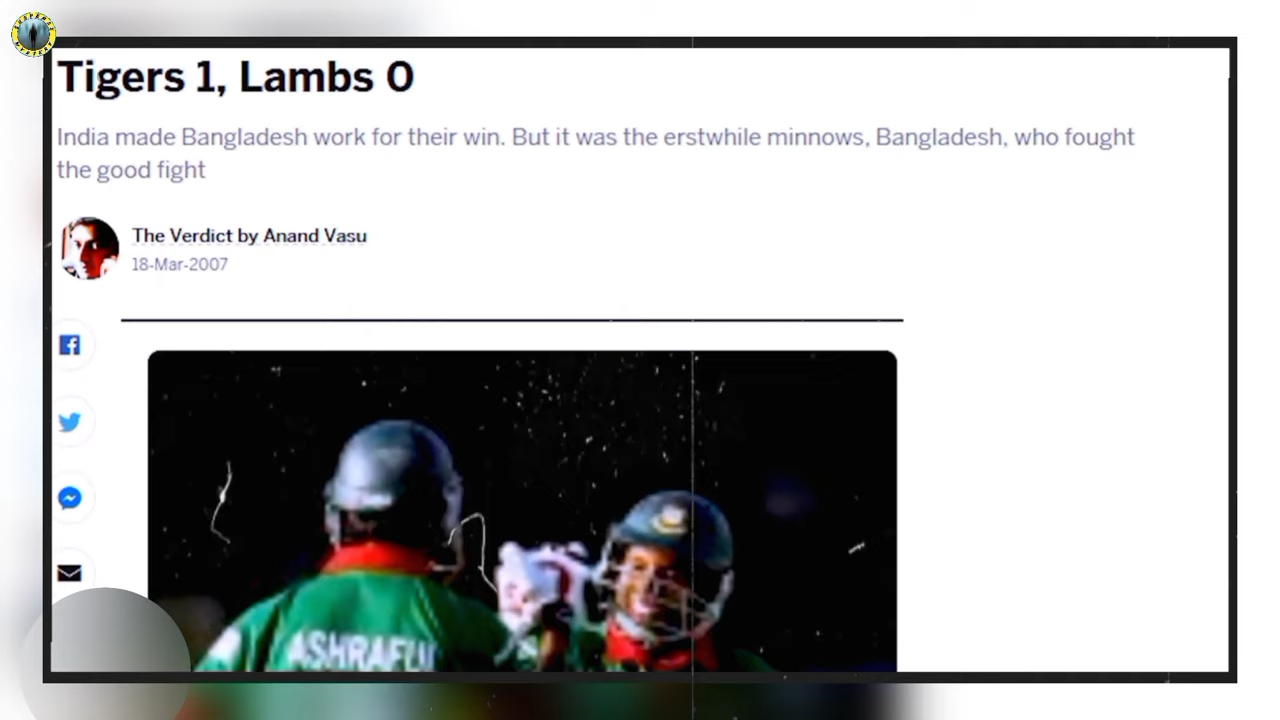 Tigers 1, Lambs 0
India made Bangladesh work for their win. But it was the erstwhile minnows, Bangladesh, who fought
the good fight
The Verdict by Anand Vasu
18-Mar-2007
ASHRAFUL